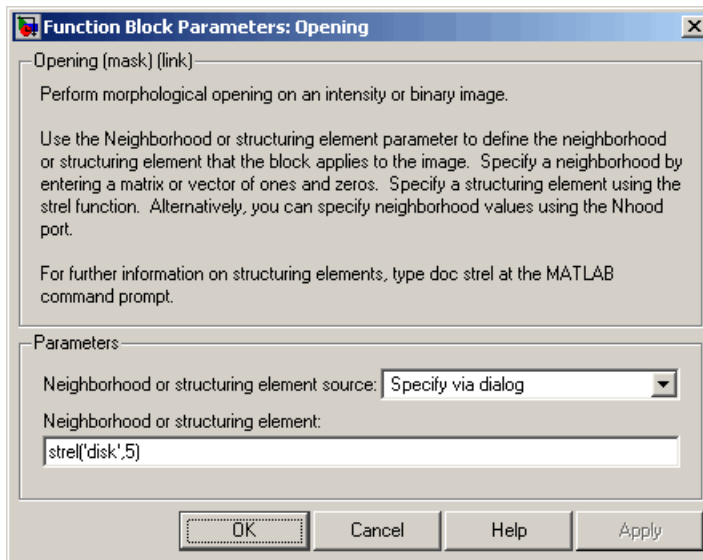 Function Block Parameters: Opening
Opening (mask) (link)
Perform morphological opening on an intensity or binary image.
Use the Neighborhood or structuring element parameter to define the neighborhood
or structuring element that the block applies to the image.  Specify a neighborhood by
entering a matrix or vector of ones and zeros.  Specify a structuring element using the
strel function.  Alternatively, you can specify neighborhood values using the Nhood
port.
For further information on structuring elements, type doc strel at the MATLAB
command prompt.
Parameters
Neighborhood or structuring element source: Specify via dialog
Neighborhood or structuring element:
strel('disk',5)
OK Cancel Help Apply